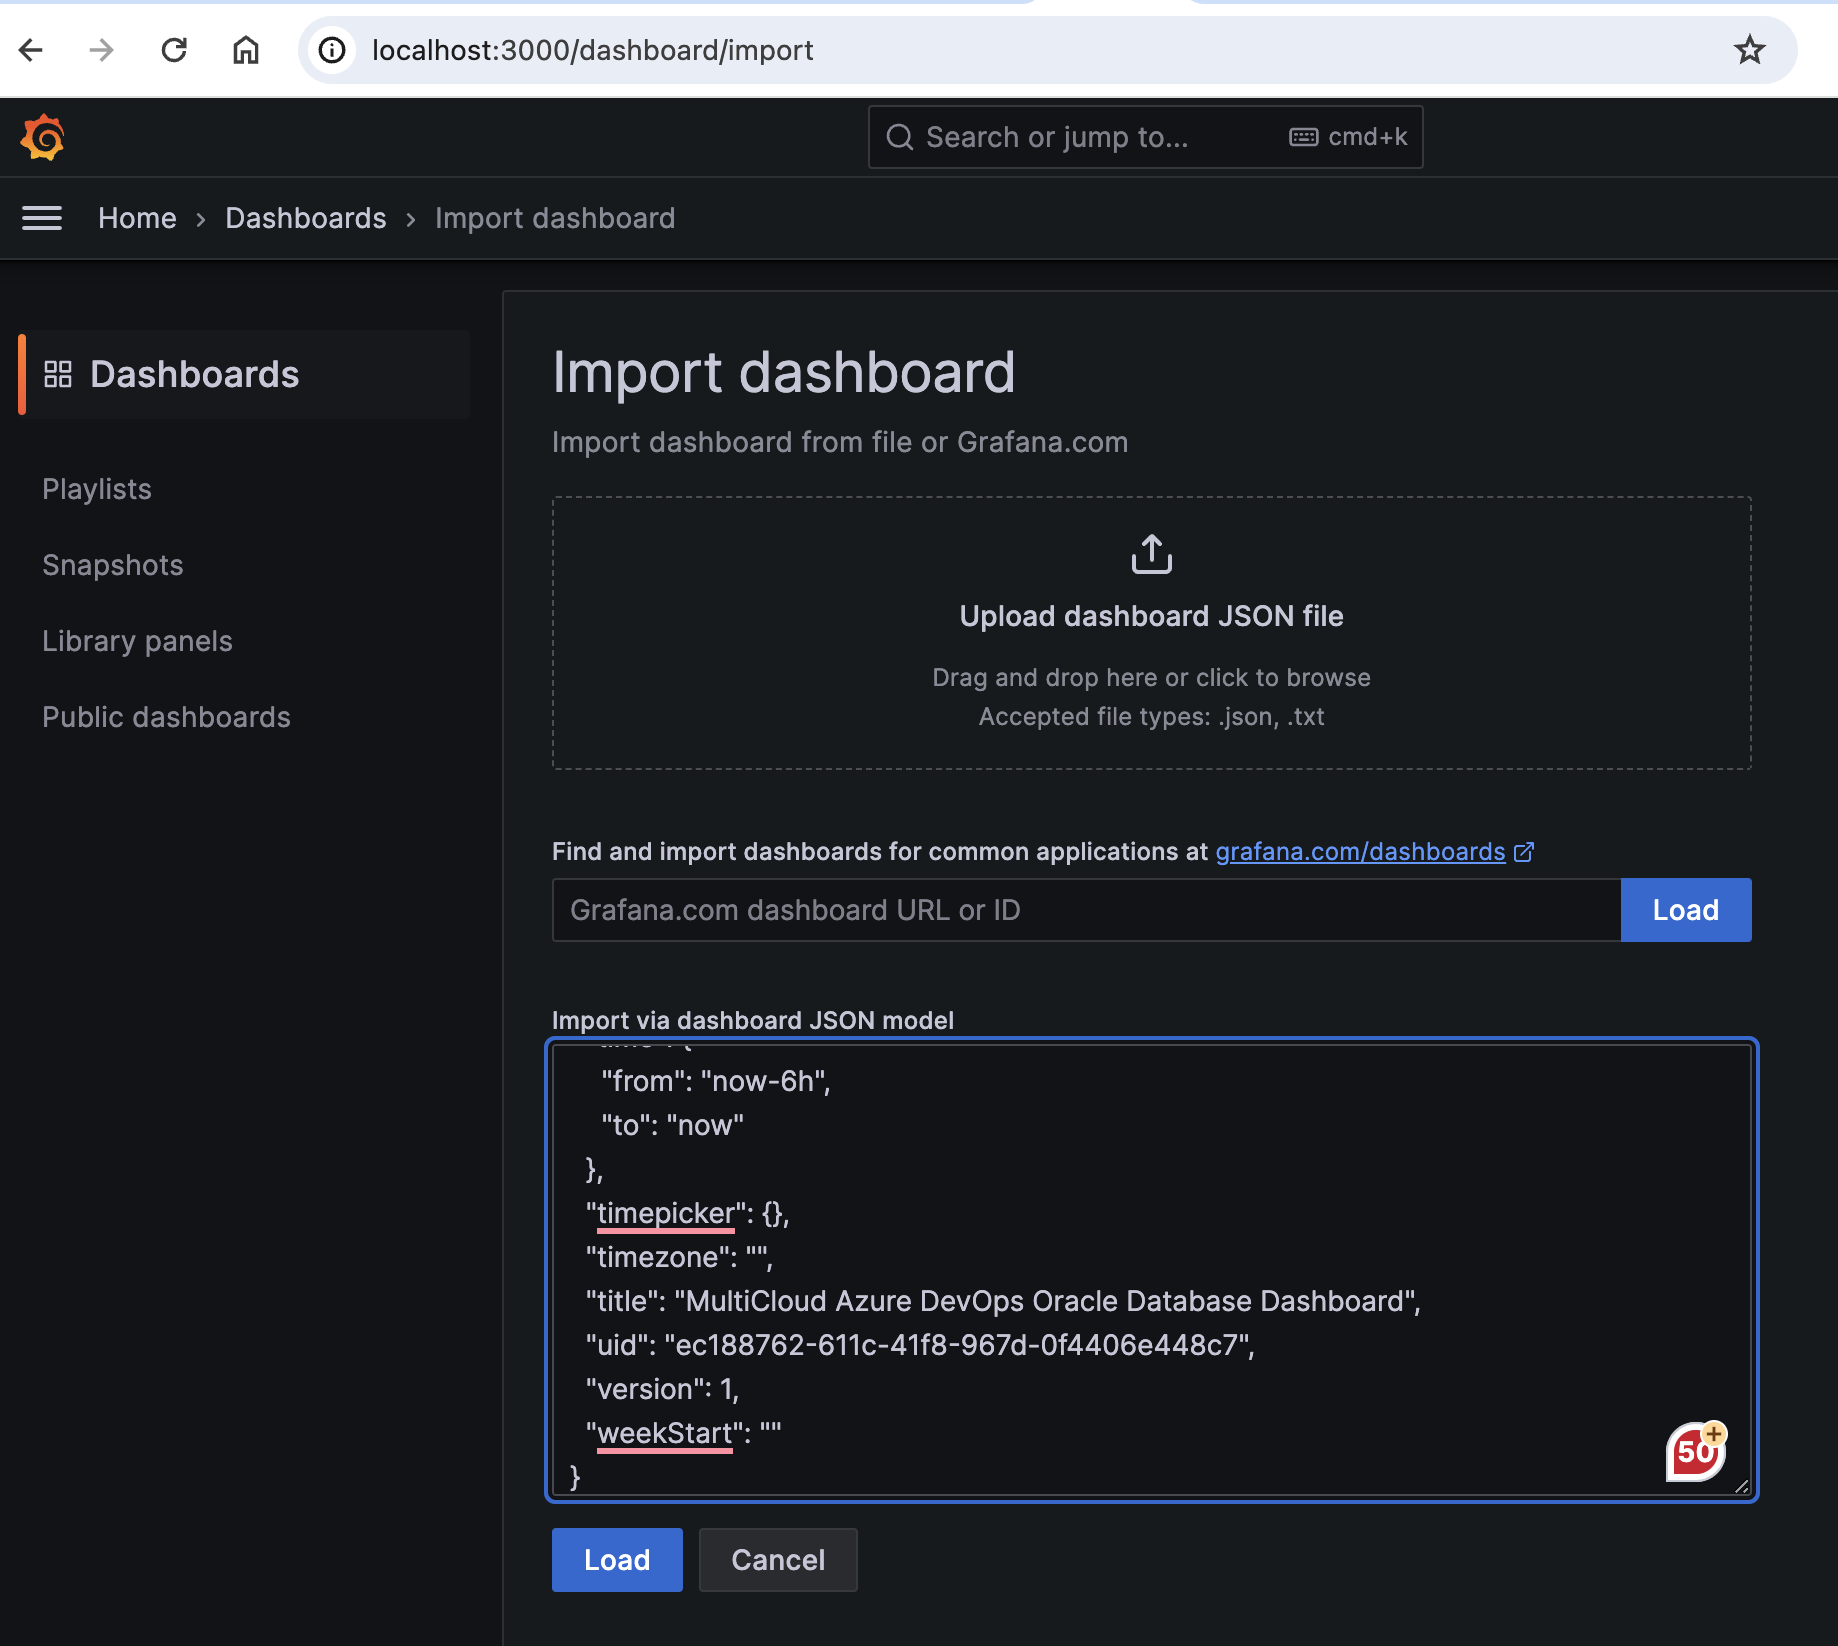 localhost:3000/dashboard/import
Search or jump to...
cmd+k
Home › Dashboards › Import dashboard
Dashboards
Playlists
Snapshots
Library panels
Public dashboards
Import dashboard
Import dashboard from file or Grafana.com
Upload dashboard JSON file
Drag and drop here or click to browse
Accepted file types: .json, .txt
Find and import dashboards for common applications at grafana.com/dashboards
Grafana.com dashboard URL or ID
Load
Import via dashboard JSON model
"from": "now-6h",
"to": "now"
},
"timepicker": {},
"timezone": "",
"title": "MultiCloud Azure DevOps Oracle Database Dashboard",
"uid": "ec188762-611c-41f8-967d-0f4406e448c7",
"version": 1,
"weekStart": ""
}
50
Load
Cancel